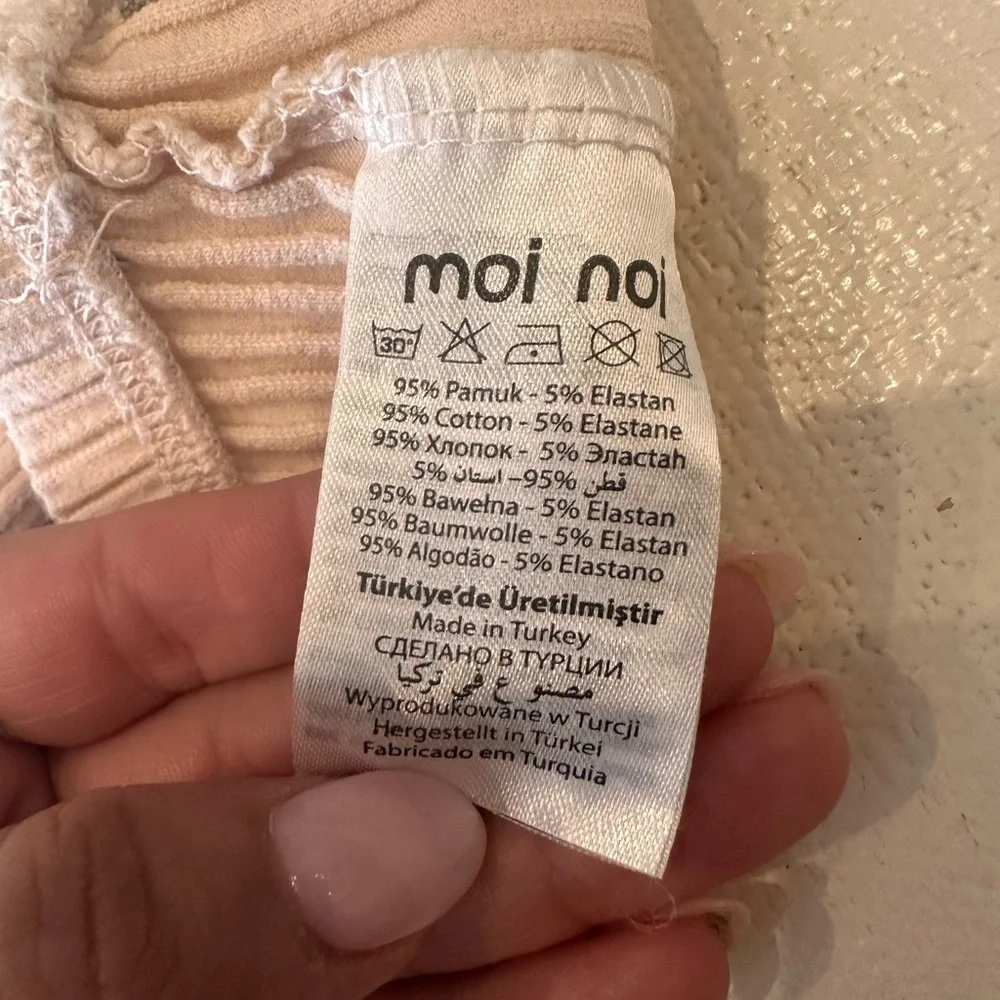 moi noi
30°
95% Pamuk - 5% Elastan
95% Cotton - 5% Elastane
95% Хлопок - 5% Эластаһ
قطن 95%– استان 5%
95% Bawełna - 5% Elastan
95% Baumwolle - 5% Elastan
95% Algodão - 5% Elastano
Türkiye'de Üretilmiştir
Made in Turkey
СДЕЛАНО В ТУРЦИИ
مصنو ع في تركيا
Wyprodukowane w Turcji
Hergestellt in Türkei
Fabricado em Turquia